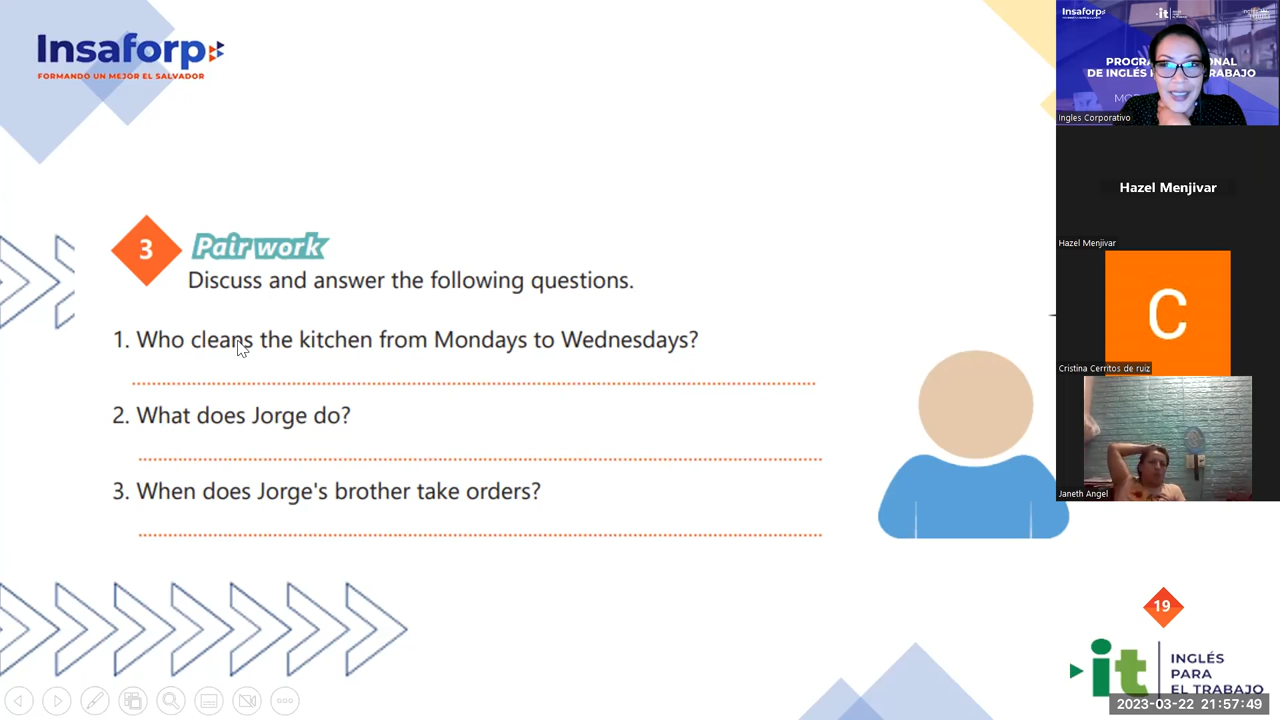 Insaforp
FORMANDO UN MEJOR EL SALVADOR
3
Pair work
Discuss and answer the following questions.
1. Who cleans the kitchen from Mondays to Wednesdays?
2. What does Jorge do?
3. When does Jorge's brother take orders?
19
it
INGLÉS
PARA
EL TRABAJO
Insaforp
it
Ingles Corporativo
Hazel Menjivar
Hazel Menjivar
C
Cristina Cerritos de ruiz
Janeth Angel
2023-03-22 21:57:49